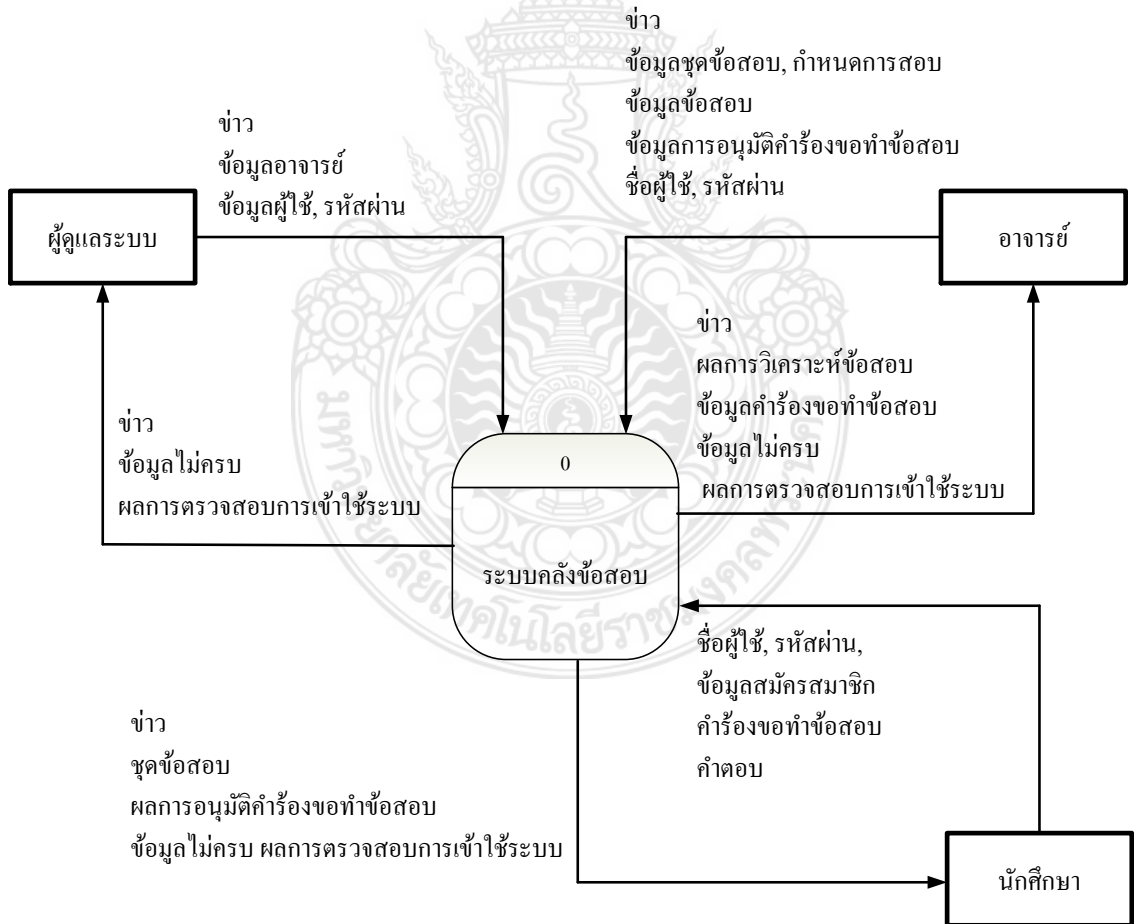 ข่าว
ข้อมูลชุดข้อสอบ, กำหนดการสอบ
ข้อมูลข้อสอบ
ข้อมูลการอนุมัติคำร้องขอทำข้อสอบ
ชื่อผู้ใช้, รหัสผ่าน
ข่าว
ข้อมูลอาจารย์
ข้อมูลผู้ใช้, รหัสผ่าน
ผู้ดูแลระบบ
อาจารย์
ข่าว
ผลการวิเคราะห์ข้อสอบ
ข้อมูลคำร้องขอทำข้อสอบ
ข้อมูลไม่ครบ
ผลการตรวจสอบการเข้าใช้ระบบ
ข่าว
ข้อมูลไม่ครบ
ผลการตรวจสอบการเข้าใช้ระบบ
0
ระบบคลังข้อสอบ
ชื่อผู้ใช้, รหัสผ่าน,
ข้อมูลสมัครสมาชิก
คำร้องขอทำข้อสอบ
คำตอบ
ข่าว
ชุดข้อสอบ
ผลการอนุมัติคำร้องขอทำข้อสอบ
ข้อมูลไม่ครบ ผลการตรวจสอบการเข้าใช้ระบบ
นักศึกษา